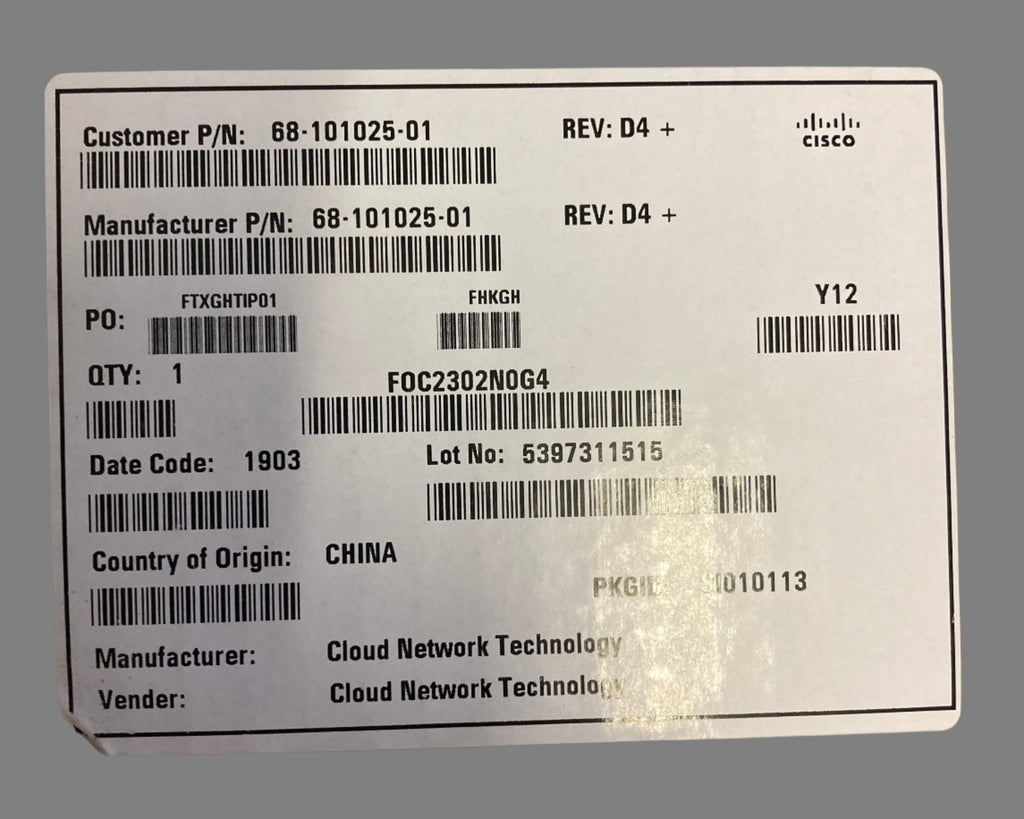 Customer P/N: 68-101025-01 REV: D4 +
CISCO
Manufacturer P/N: 68-101025-01 REV: D4 +
PO: FTXGHTIP01 FHKGH Y12
QTY: 1 FOC2302N0G4
Date Code: 1903 Lot No: 5397311515
Country of Origin: CHINA
Manufacturer: Cloud Network Technology
Vender: Cloud Network Technology